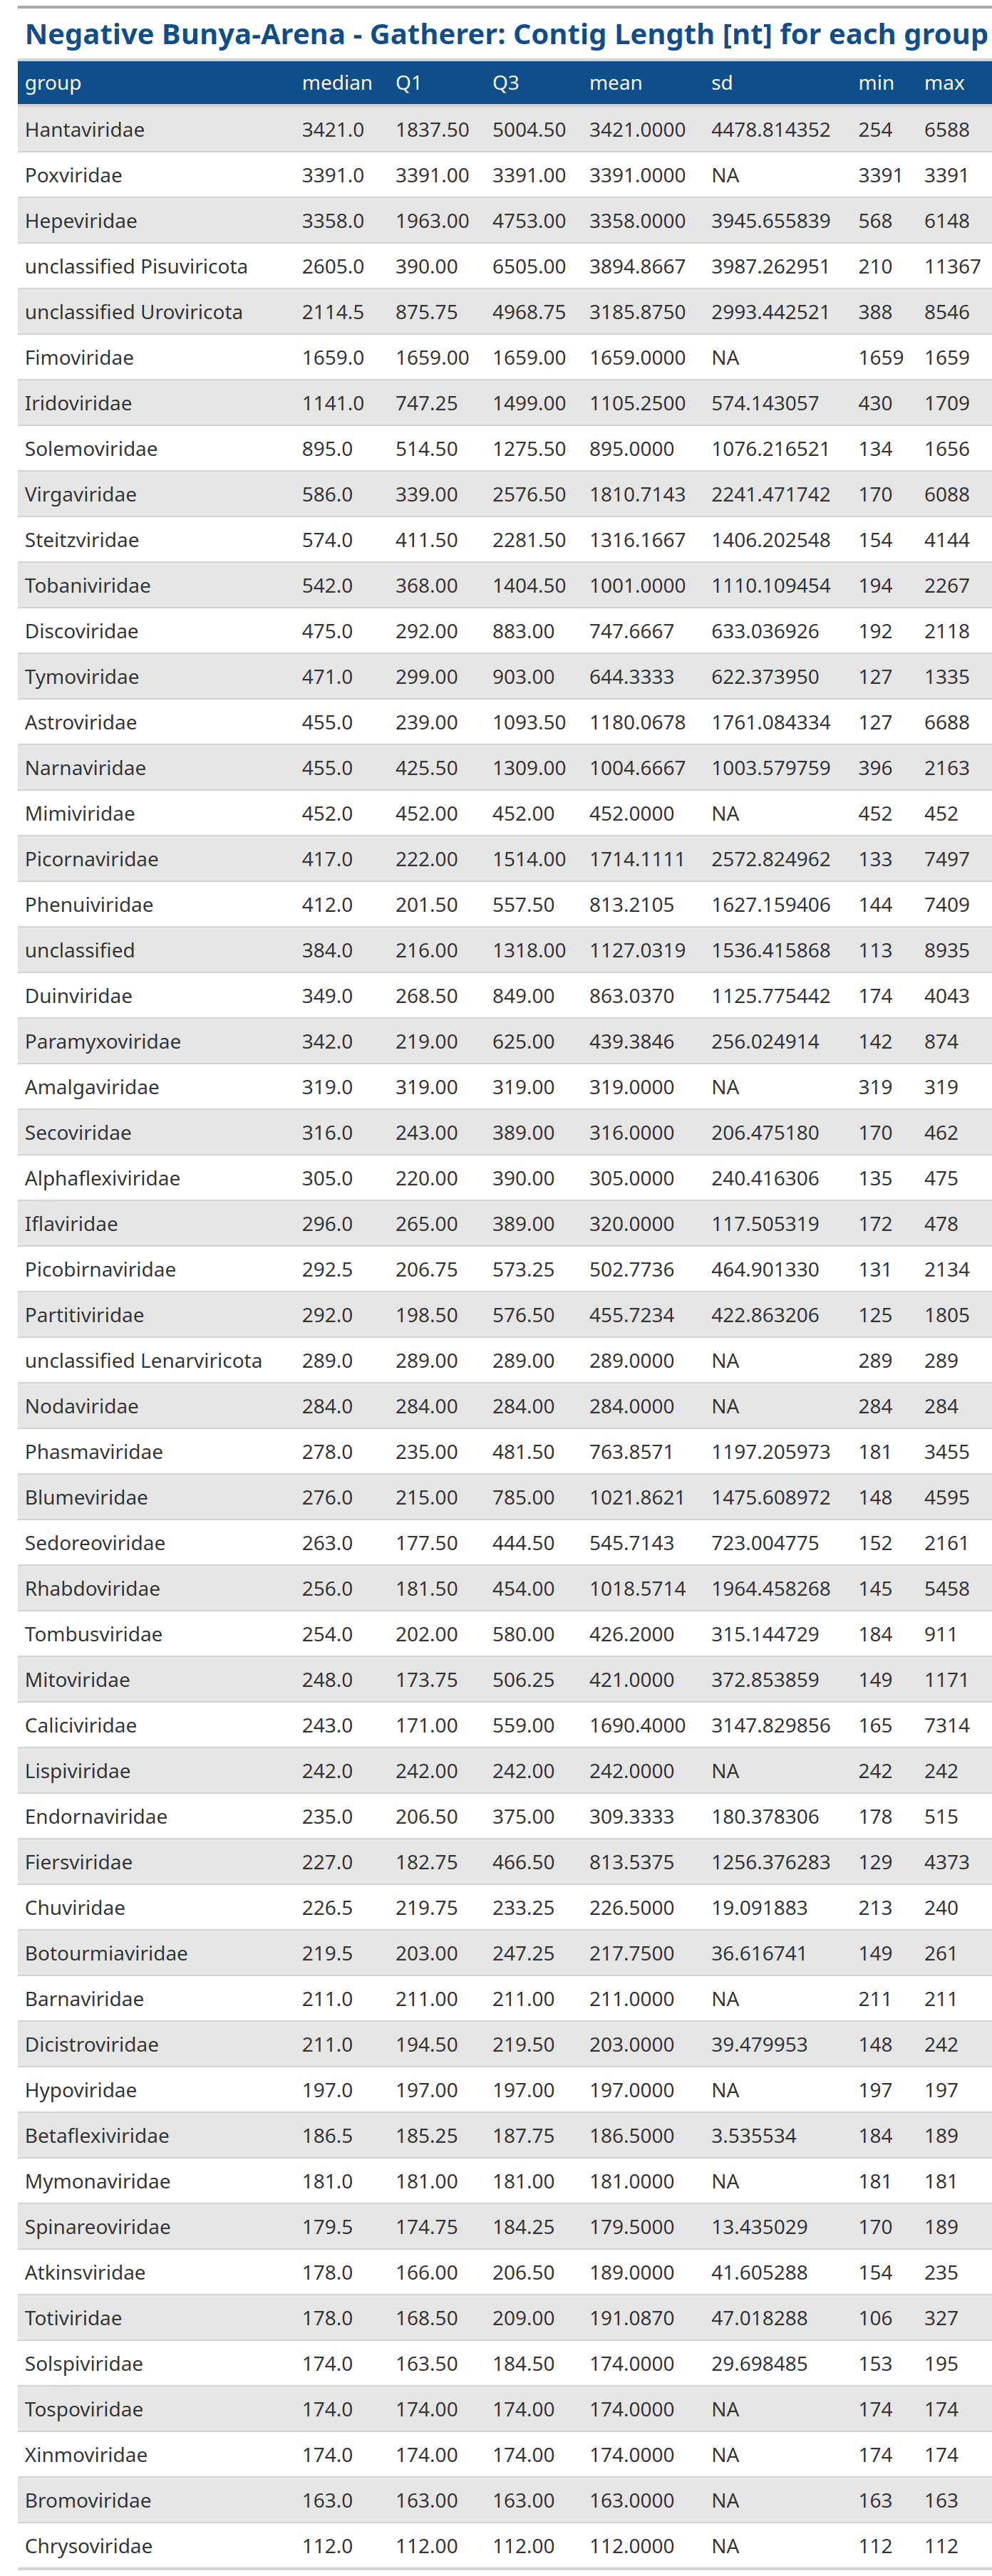 Negative Bunya-Arena - Gatherer: Contig Length [nt] for each group
group median Q1 Q3 mean sd min max
Hantaviridae 3421.0 1837.50 5004.50 3421.0000 4478.814352 254 6588
Poxviridae 3391.0 3391.00 3391.00 3391.0000 NA 3391 3391
Hepeviridae 3358.0 1963.00 4753.00 3358.0000 3945.655839 568 6148
unclassified Pisuviricota 2605.0 390.00 6505.00 3894.8667 3987.262951 210 11367
unclassified Uroviricota 2114.5 875.75 4968.75 3185.8750 2993.442521 388 8546
Fimoviridae 1659.0 1659.00 1659.00 1659.0000 NA 1659 1659
Iridoviridae 1141.0 747.25 1499.00 1105.2500 574.143057 430 1709
Solemoviridae 895.0 514.50 1275.50 895.0000 1076.216521 134 1656
Virgaviridae 586.0 339.00 2576.50 1810.7143 2241.471742 170 6088
Steitzviridae 574.0 411.50 2281.50 1316.1667 1406.202548 154 4144
Tobaniviridae 542.0 368.00 1404.50 1001.0000 1110.109454 194 2267
Discoviridae 475.0 292.00 883.00 747.6667 633.036926 192 2118
Tymoviridae 471.0 299.00 903.00 644.3333 622.373950 127 1335
Astroviridae 455.0 239.00 1093.50 1180.0678 1761.084334 127 6688
Narnaviridae 455.0 425.50 1309.00 1004.6667 1003.579759 396 2163
Mimiviridae 452.0 452.00 452.00 452.0000 NA 452 452
Picornaviridae 417.0 222.00 1514.00 1714.1111 2572.824962 133 7497
Phenuiviridae 412.0 201.50 557.50 813.2105 1627.159406 144 7409
unclassified 384.0 216.00 1318.00 1127.0319 1536.415868 113 8935
Duinviridae 349.0 268.50 849.00 863.0370 1125.775442 174 4043
Paramyxoviridae 342.0 219.00 625.00 439.3846 256.024914 142 874
Amalgaviridae 319.0 319.00 319.00 319.0000 NA 319 319
Secoviridae 316.0 243.00 389.00 316.0000 206.475180 170 462
Alphaflexiviridae 305.0 220.00 390.00 305.0000 240.416306 135 475
Iflaviridae 296.0 265.00 389.00 320.0000 117.505319 172 478
Picobirnaviridae 292.5 206.75 573.25 502.7736 464.901330 131 2134
Partitiviridae 292.0 198.50 576.50 455.7234 422.863206 125 1805
unclassified Lenarviricota 289.0 289.00 289.00 289.0000 NA 289 289
Nodaviridae 284.0 284.00 284.00 284.0000 NA 284 284
Phasmaviridae 278.0 235.00 481.50 763.8571 1197.205973 181 3455
Blumeviridae 276.0 215.00 785.00 1021.8621 1475.608972 148 4595
Sedoreoviridae 263.0 177.50 444.50 545.7143 723.004775 152 2161
Rhabdoviridae 256.0 181.50 454.00 1018.5714 1964.458268 145 5458
Tombusviridae 254.0 202.00 580.00 426.2000 315.144729 184 911
Mitoviridae 248.0 173.75 506.25 421.0000 372.853859 149 1171
Caliciviridae 243.0 171.00 559.00 1690.4000 3147.829856 165 7314
Lispiviridae 242.0 242.00 242.00 242.0000 NA 242 242
Endornaviridae 235.0 206.50 375.00 309.3333 180.378306 178 515
Fiersviridae 227.0 182.75 466.50 813.5375 1256.376283 129 4373
Chuviridae 226.5 219.75 233.25 226.5000 19.091883 213 240
Botourmiaviridae 219.5 203.00 247.25 217.7500 36.616741 149 261
Barnaviridae 211.0 211.00 211.00 211.0000 NA 211 211
Dicistroviridae 211.0 194.50 219.50 203.0000 39.479953 148 242
Hypoviridae 197.0 197.00 197.00 197.0000 NA 197 197
Betaflexiviridae 186.5 185.25 187.75 186.5000 3.535534 184 189
Mymonaviridae 181.0 181.00 181.00 181.0000 NA 181 181
Spinareoviridae 179.5 174.75 184.25 179.5000 13.435029 170 189
Atkinsviridae 178.0 166.00 206.50 189.0000 41.605288 154 235
Totiviridae 178.0 168.50 209.00 191.0870 47.018288 106 327
Solspiviridae 174.0 163.50 184.50 174.0000 29.698485 153 195
Tospoviridae 174.0 174.00 174.00 174.0000 NA 174 174
Xinmoviridae 174.0 174.00 174.00 174.0000 NA 174 174
Bromoviridae 163.0 163.00 163.00 163.0000 NA 163 163
Chrysoviridae 112.0 112.00 112.00 112.0000 NA 112 112